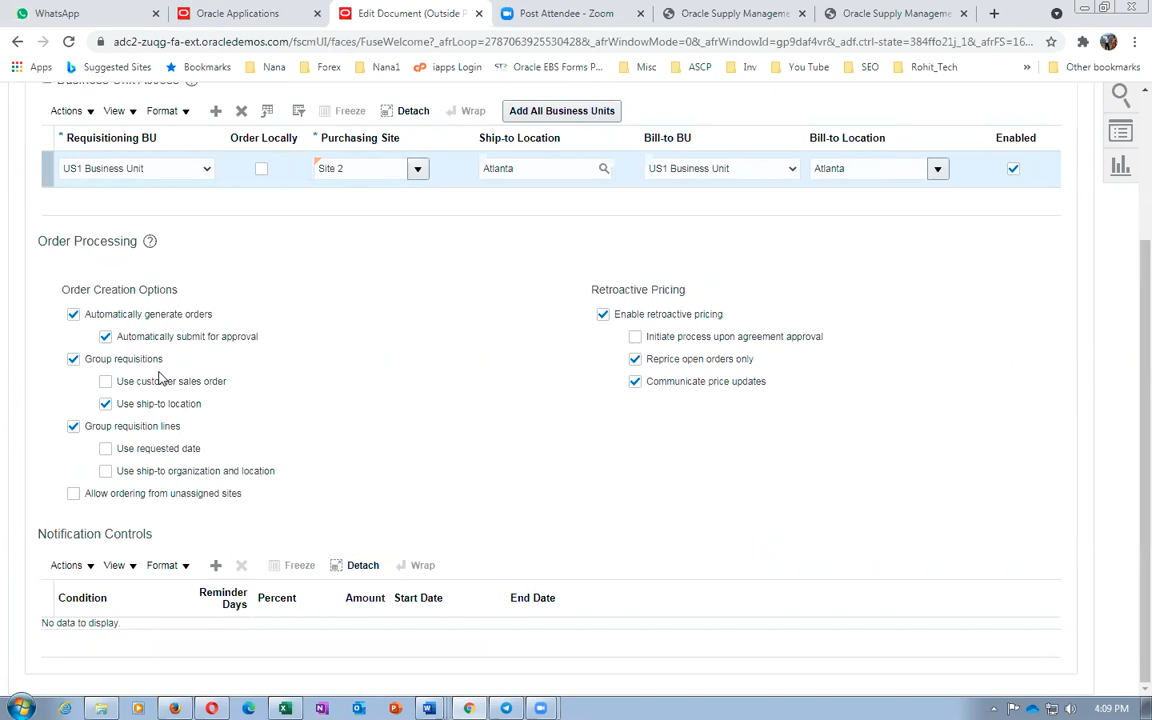 WhatsApp
Oracle Applications
Edit Document (Outside P
Post Attendee - Zoom
Oracle Supply Manageme
Oracle Supply Manageme
adc2-zuqg-fa-ext.oracledemos.com/fscmUI/faces/FuseWelcome?_afrLoop=27870639255304288&_afrWindowMode=0&_afrWindowId=gp9daf4vr&_adf.ctrl-state=384ffo21j_1&_afrFS=16...
Apps Suggested Sites Bookmarks Nana Forex Nana1 iapps Login Oracle EBS Forms P... Misc ASCP Inv You Tube SEO Rohit_Tech » Other bookmarks
Actions View Format Freeze Detach Wrap Add All Business Units
* Requisitioning BU Order Locally * Purchasing Site Ship-to Location Bill-to BU Bill-to Location Enabled
US1 Business Unit Site 2 Atlanta US1 Business Unit Atlanta
Order Processing ?
Order Creation Options
Automatically generate orders
Automatically submit for approval
Group requisitions
Use customer sales order
Use ship-to location
Group requisition lines
Use requested date
Use ship-to organization and location
Allow ordering from unassigned sites
Retroactive Pricing
Enable retroactive pricing
Initiate process upon agreement approval
Reprice open orders only
Communicate price updates
Notification Controls
Actions View Format Freeze Detach Wrap
Condition Reminder Days Percent Amount Start Date End Date
No data to display.
4:09 PM